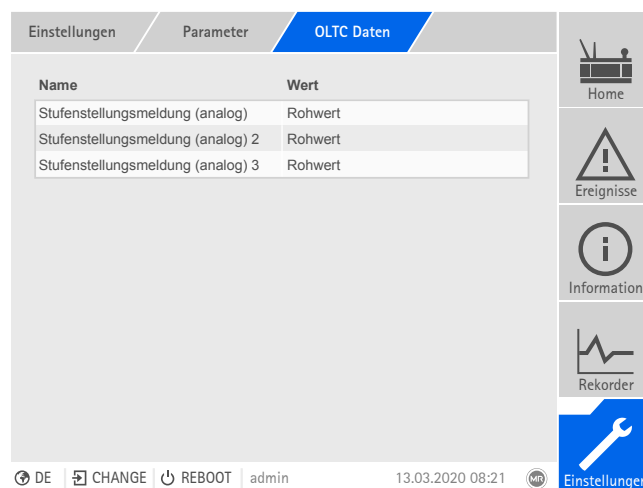 Einstellungen Parameter OLTC Daten
Name Wert
Stufenstellungsmeldung (analog) Rohwert
Stufenstellungsmeldung (analog) 2 Rohwert
Stufenstellungsmeldung (analog) 3 Rohwert
Home
Ereignisse
Information
Rekorder
Einstellungen
DE CHANGE REBOOT admin 13.03.2020 08:21 MR